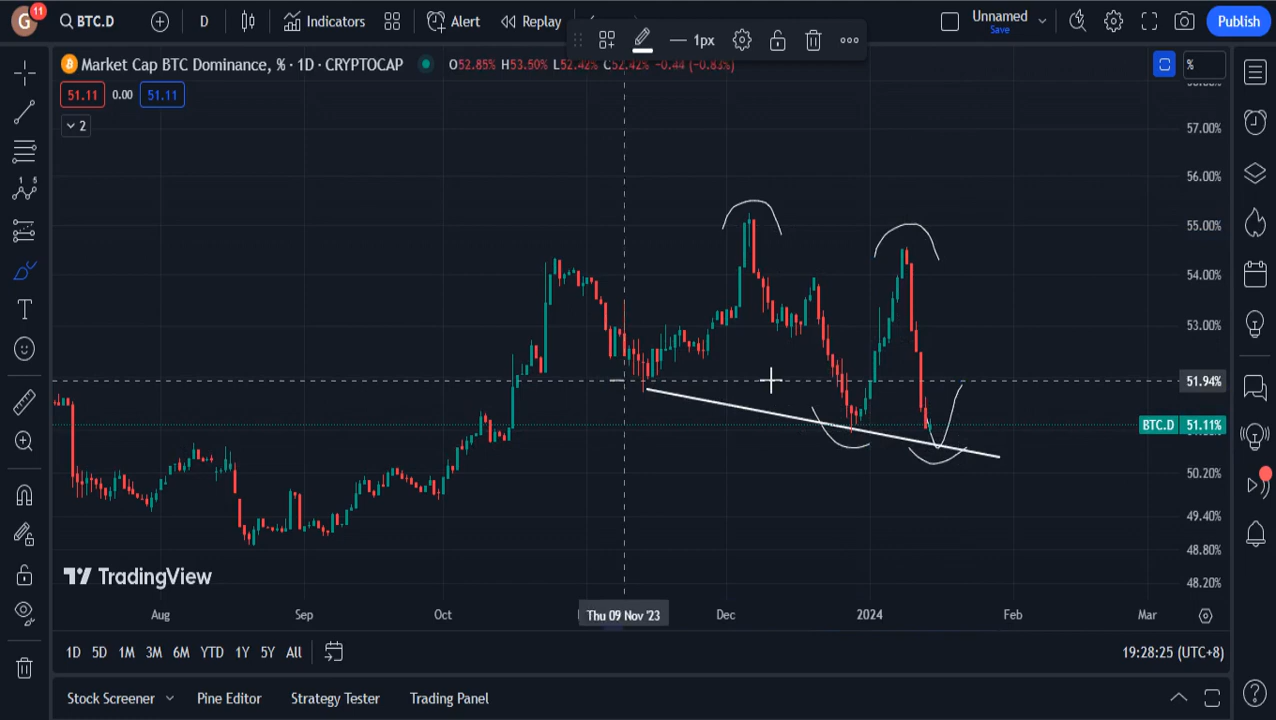 G 11 BTC.D D Indicators Alert Replay 1px Unnamed Save Publish
Market Cap BTC Dominance, % · 1D · CRYPTOCAP O52.85% H53.50% L52.42% C52.42% −0.44 (−0.83%) %
51.11 0.00 51.11
2
57.00%
56.00%
55.00%
54.00%
53.00%
51.94%
BTC.D 51.11%
50.20%
49.40%
48.80%
48.20%
TradingView
Aug Sep Oct Thu 09 Nov '23 Dec 2024 Feb Mar
1D 5D 1M 3M 6M YTD 1Y 5Y All 19:28:25 (UTC+8)
Stock Screener Pine Editor Strategy Tester Trading Panel